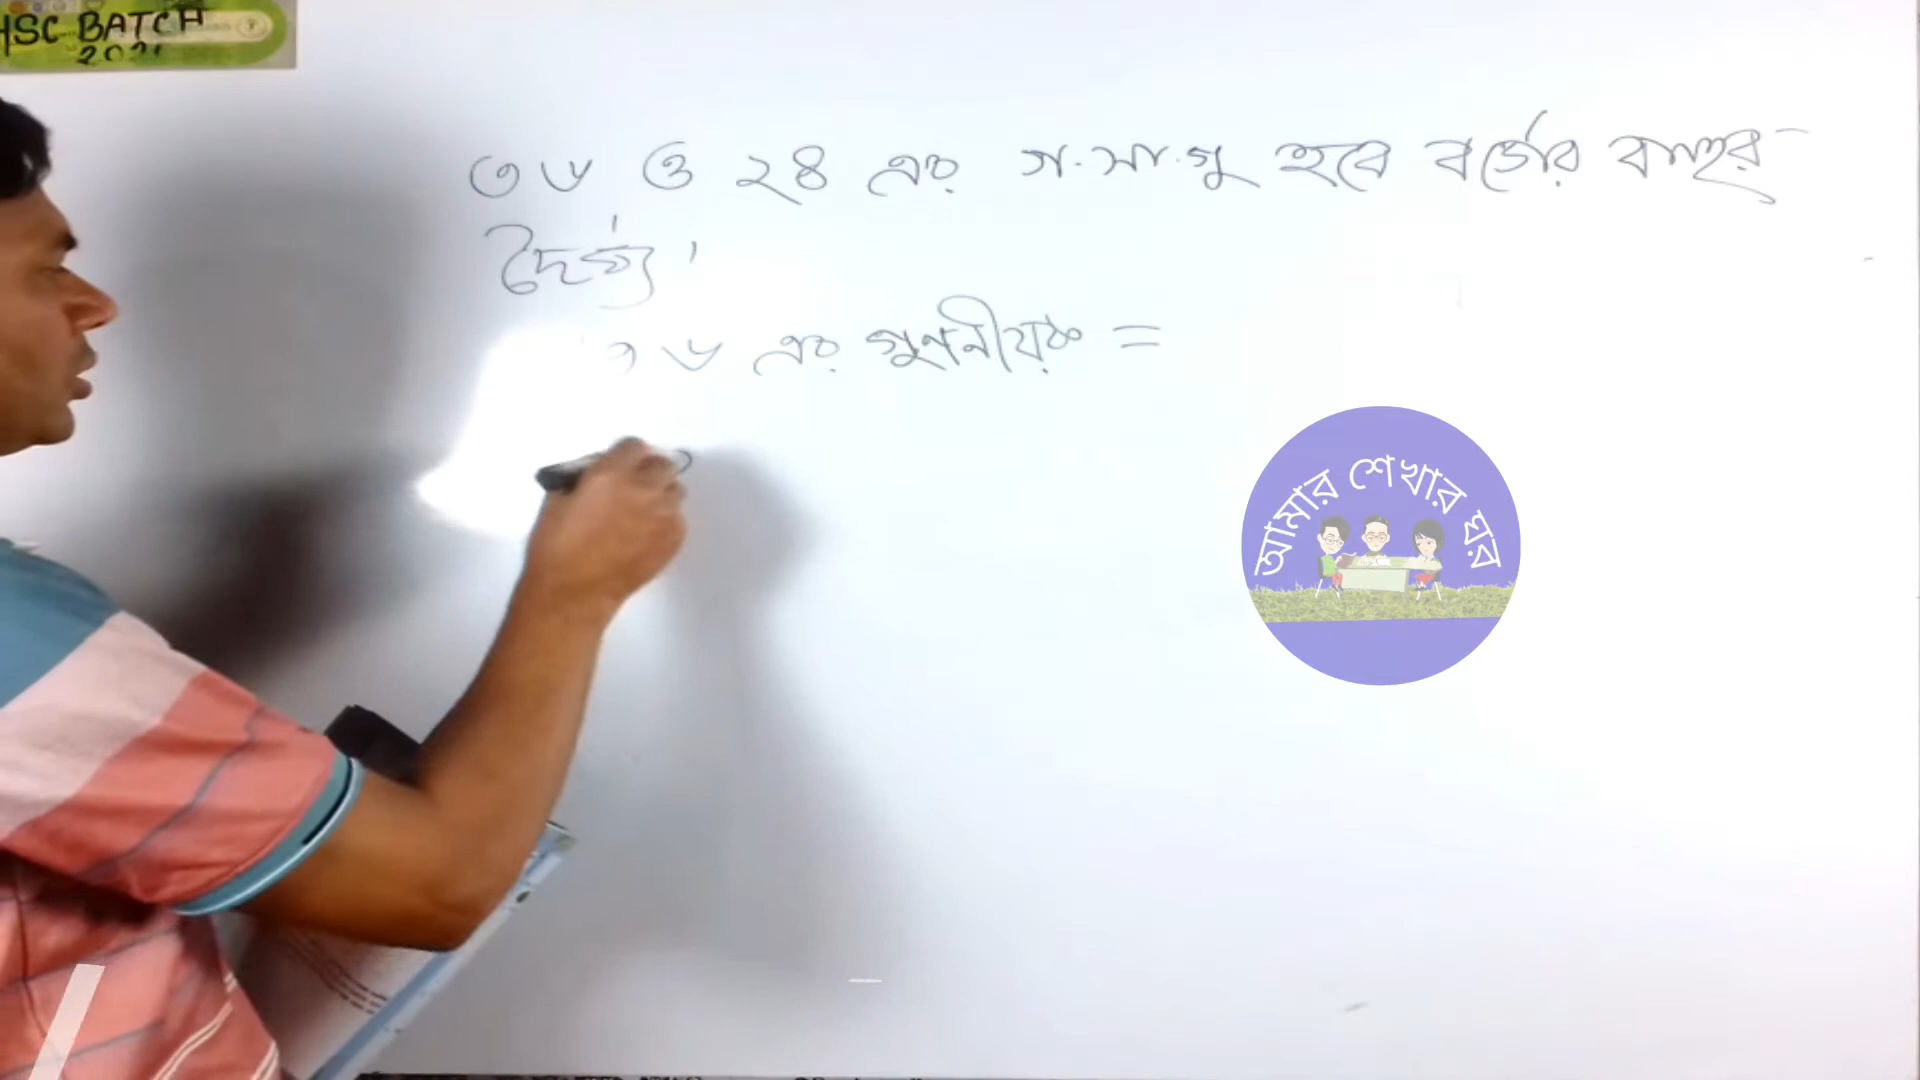 HSC BATCH
৩৬ ও ২৪ এর গ.সা.গু হবে বর্গের বাহুর
দৈর্ঘ্য।
৩৬ এর গুণনীয়ক =
আমার শেখার ঘর